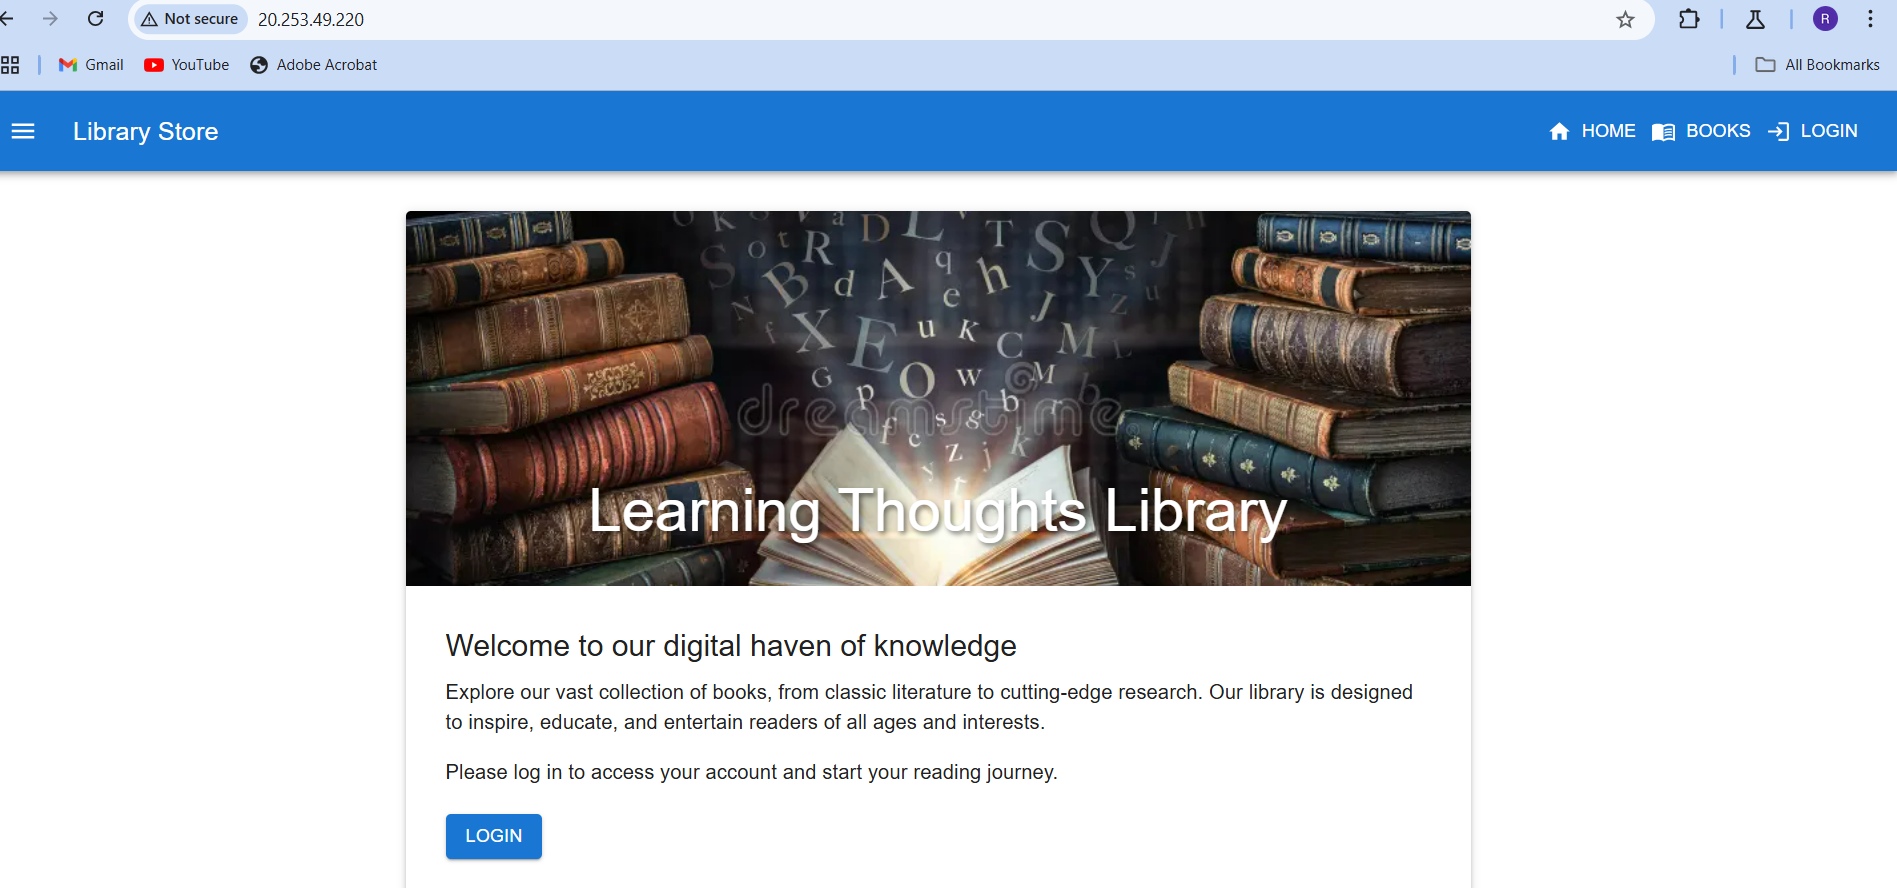 Not secure 20.253.49.220
R
Gmail YouTube Adobe Acrobat All Bookmarks
Library Store HOME BOOKS LOGIN
dreamstime
Learning Thoughts Library
Welcome to our digital haven of knowledge
Explore our vast collection of books, from classic literature to cutting-edge research. Our library is designed
to inspire, educate, and entertain readers of all ages and interests.
Please log in to access your account and start your reading journey.
LOGIN